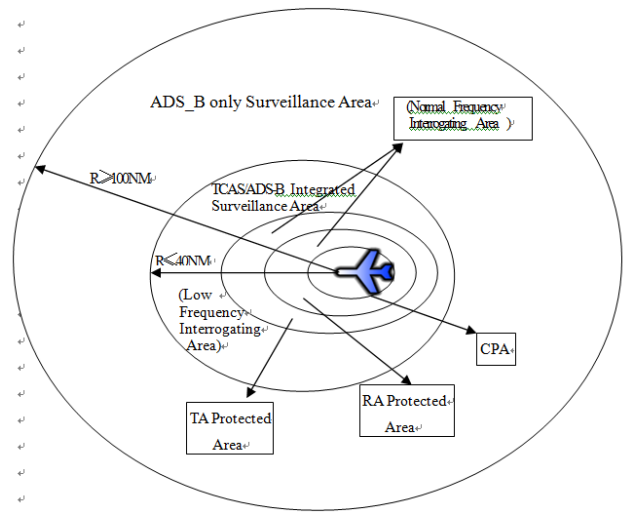 ADS_B only Surveillance Area
(Normal Frequency
Interrogating Area )
R≥100NM
TCAS/ADS-B Integrated
Surveillance Area
R≤40NM
(Low
Frequency
Interrogating
Area)
CPA
RA Protected
Area
TA Protected
Area